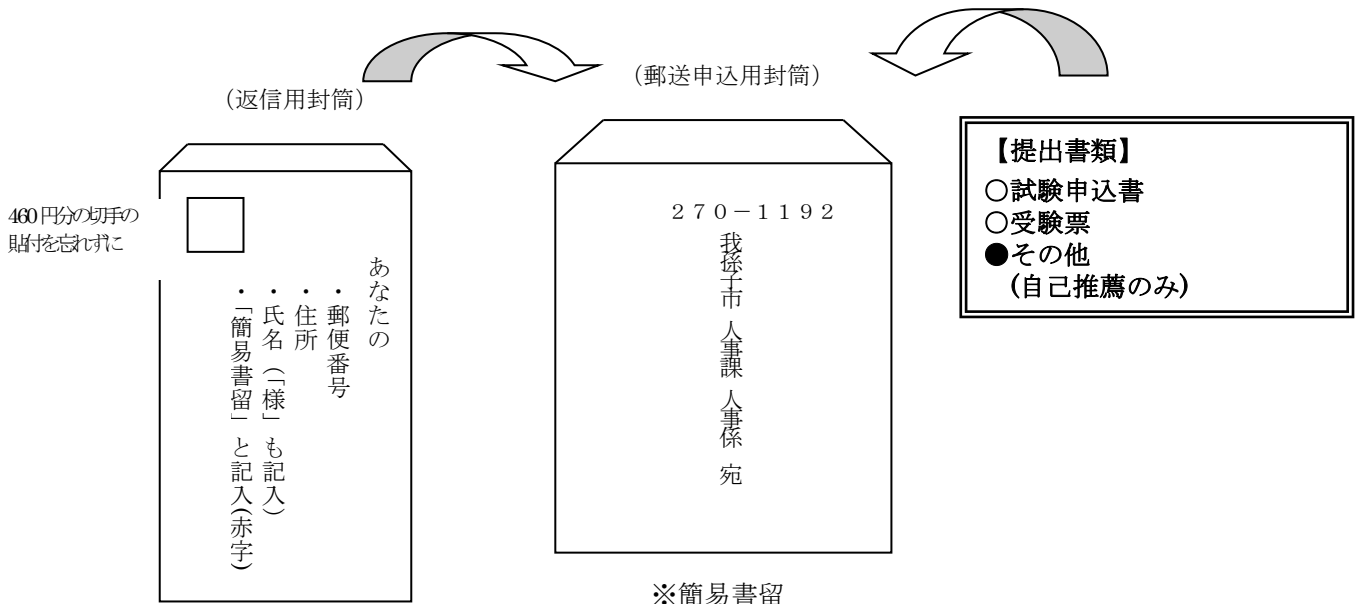 (返信用封筒)
460円分の切手の
貼付を忘れずに
あなたの
・郵便番号
・住所
・氏名(「様」も記入)
・「簡易書留」と記入(赤字)
(郵送申込用封筒)
270-1192
我孫子市 人事課 人事係 宛
※簡易書留
【提出書類】
○試験申込書
○受験票
●その他
(自己推薦のみ)